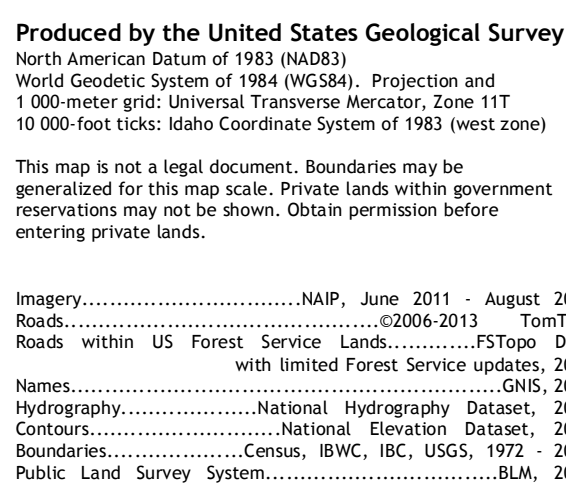 Produced by the United States Geological Survey
North American Datum of 1983 (NAD83)
World Geodetic System of 1984 (WGS84). Projection and
1 000-meter grid: Universal Transverse Mercator, Zone 11T
10 000-foot ticks: Idaho Coordinate System of 1983 (west zone)
This map is not a legal document. Boundaries may be
generalized for this map scale. Private lands within government
reservations may not be shown. Obtain permission before
entering private lands.
Imagery................................NAIP, June 2011 - August
Roads..............................................©2006-2013
Roads within US Forest Service Lands.............FSTopo
with limited Forest Service updates,
Names...............................................................GNIS,
Hydrography....................National Hydrography Dataset,
Contours............................National Elevation Dataset,
Boundaries....................Census, IBWC, IBC, USGS, 1972 -
Public Land Survey System..................................BLM,